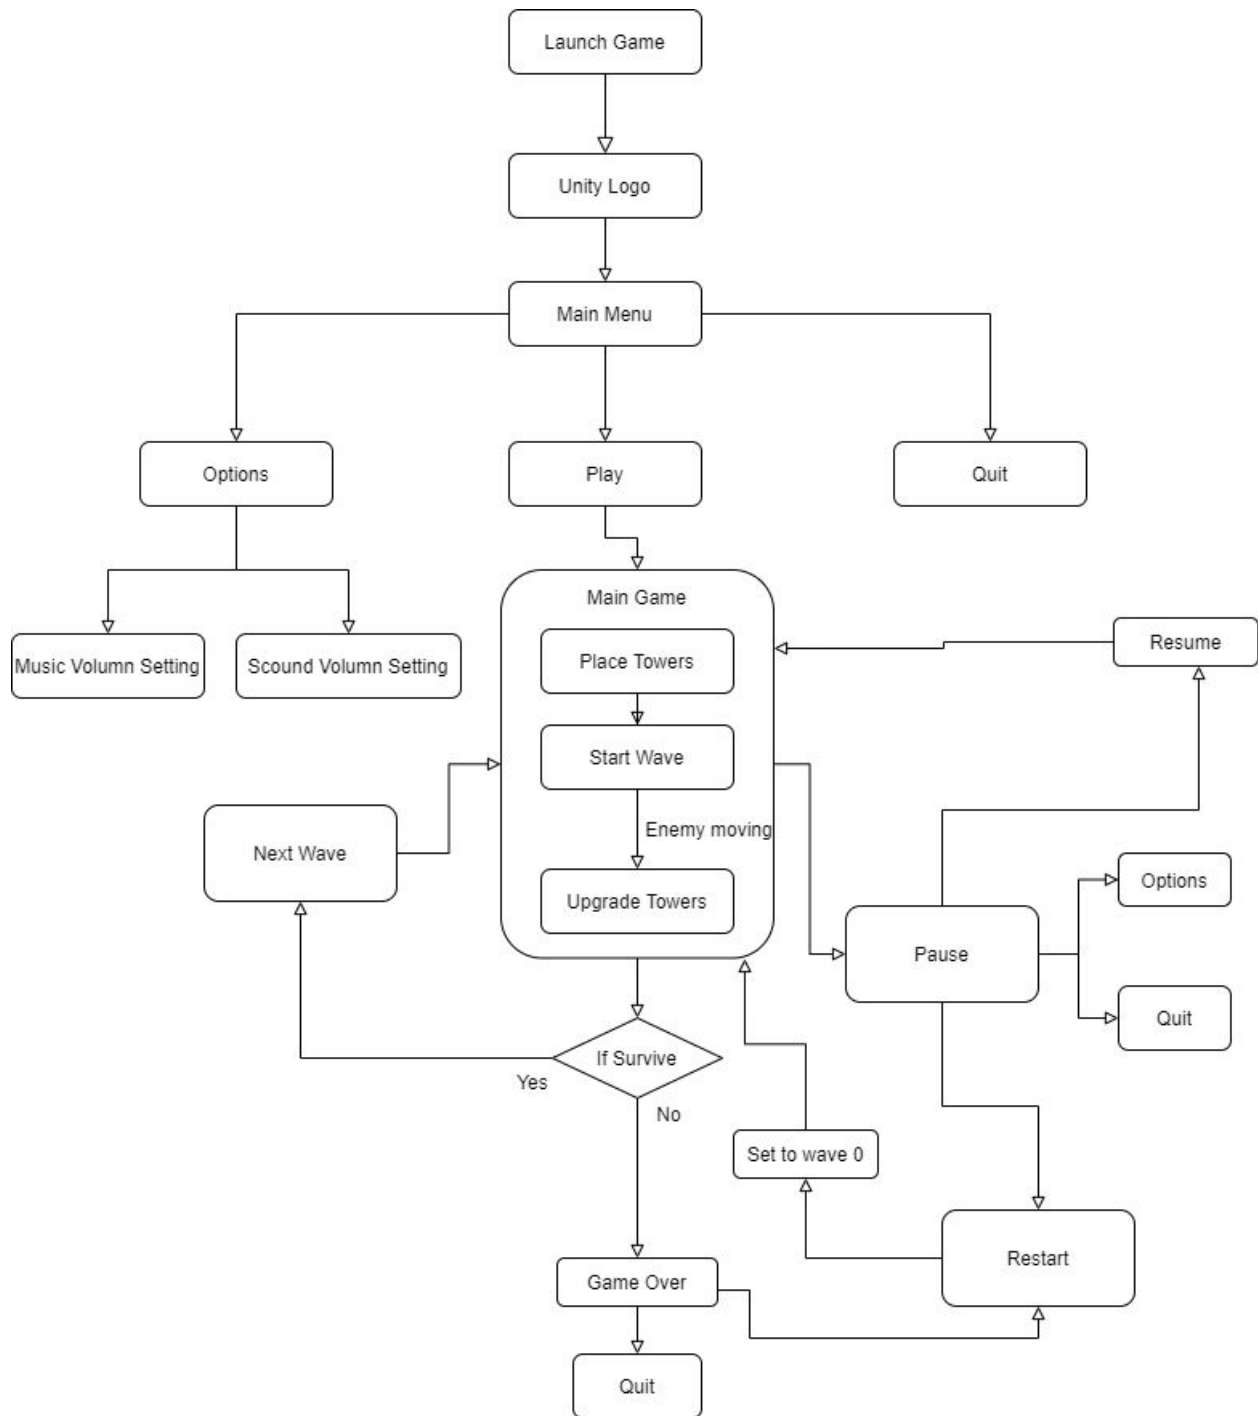 Launch Game
Unity Logo
Main Menu
Options
Play
Quit
Main Game
Place Towers
Start Wave
Enemy moving
Upgrade Towers
Music Volumn Setting
Scound Volumn Setting
Resume
Next Wave
Options
Pause
Quit
If Survive
Yes
No
Set to wave 0
Restart
Game Over
Quit